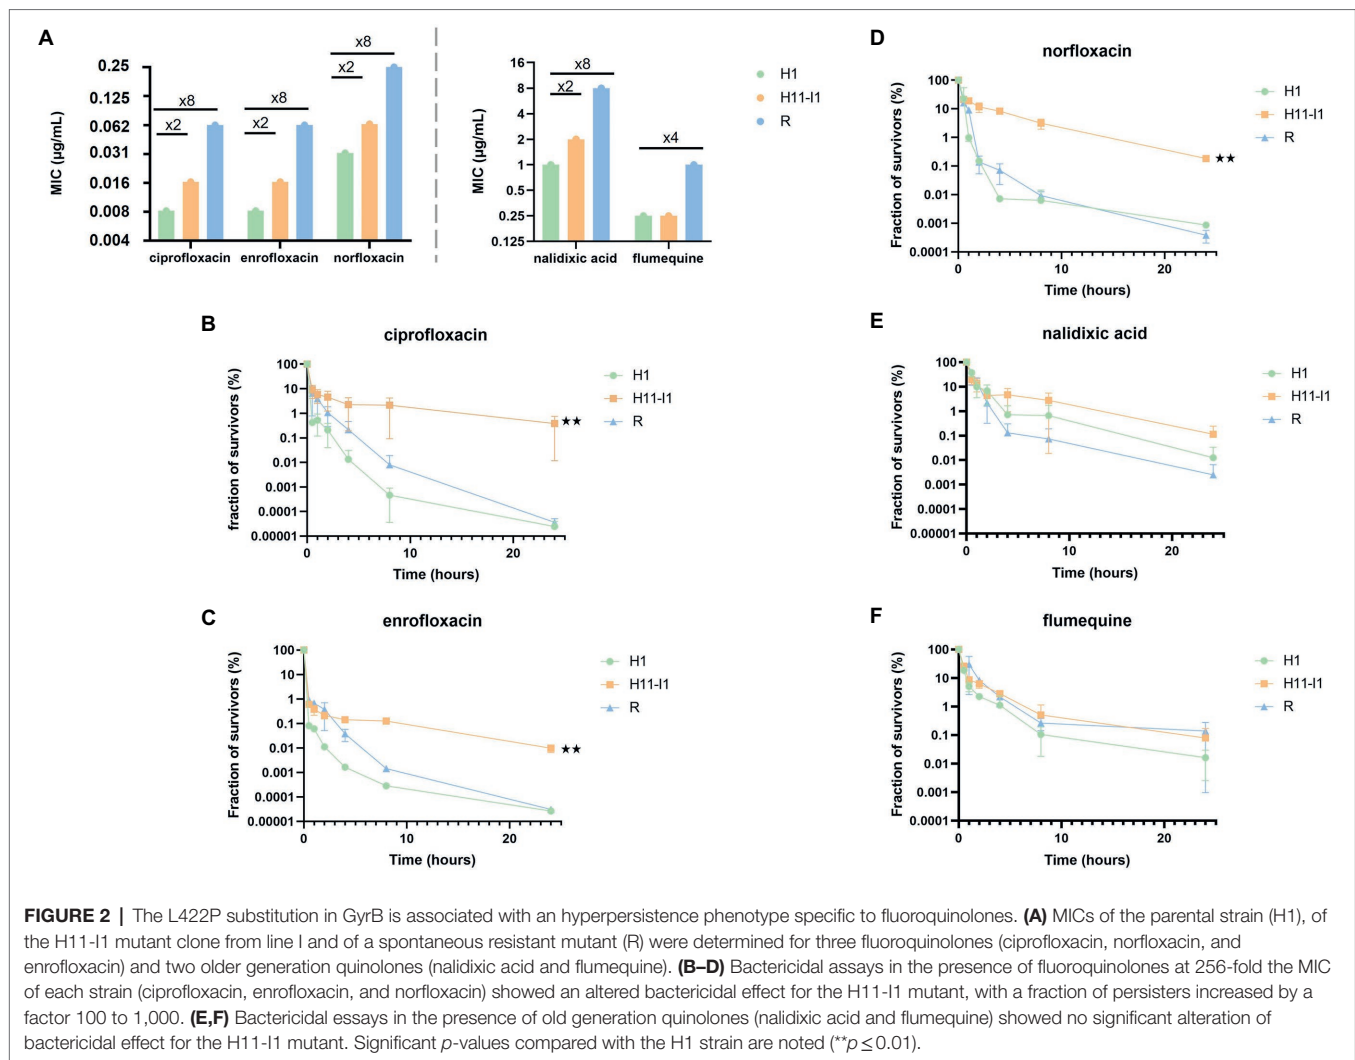 A
MIC (µg/mL)
0.25
0.125
0.062
0.031
0.016
0.008
0.004
x8
x2
x8
x2
x8
x2
ciprofloxacin
enrofloxacin
norfloxacin
MIC (µg/mL)
16
8
4
2
1
0.5
0.25
0.125
x8
x2
x4
nalidixic acid
flumequine
H1
H11-I1
R
D
norfloxacin
Fraction of survivors (%)
100
10
1
0.1
0.01
0.001
0.0001
0
10
20
Time (hours)
★★
H1
H11-I1
R
B
ciprofloxacin
fraction of survivors (%)
100
10
1
0.1
0.01
0.001
0.0001
0.00001
0
10
20
Time (hours)
★★
H1
H11-I1
R
E
nalidixic acid
Fraction of survivors (%)
100
10
1
0.1
0.01
0.001
0.0001
0.00001
0
10
20
Time (hours)
H1
H11-I1
R
C
enrofloxacin
Fraction of survivors (%)
100
10
1
0.1
0.01
0.001
0.0001
0.00001
0
10
20
Time (hours)
★★
H1
H11-I1
R
F
flumequine
Fraction of survivors (%)
100
10
1
0.1
0.01
0.001
0.0001
0
10
20
Time (hours)
H1
H11-I1
R
FIGURE 2 | The L422P substitution in GyrB is associated with an hyperpersistence phenotype specific to fluoroquinolones. (A) MICs of the parental strain (H1), of
the H11-I1 mutant clone from line I and of a spontaneous resistant mutant (R) were determined for three fluoroquinolones (ciprofloxacin, norfloxacin, and
enrofloxacin) and two older generation quinolones (nalidixic acid and flumequine). (B–D) Bactericidal assays in the presence of fluoroquinolones at 256-fold the MIC
of each strain (ciprofloxacin, enrofloxacin, and norfloxacin) showed an altered bactericidal effect for the H11-I1 mutant, with a fraction of persisters increased by a
factor 100 to 1,000. (E,F) Bactericidal essays in the presence of old generation quinolones (nalidixic acid and flumequine) showed no significant alteration of
bactericidal effect for the H11-I1 mutant. Significant p-values compared with the H1 strain are noted (**p ≤ 0.01).